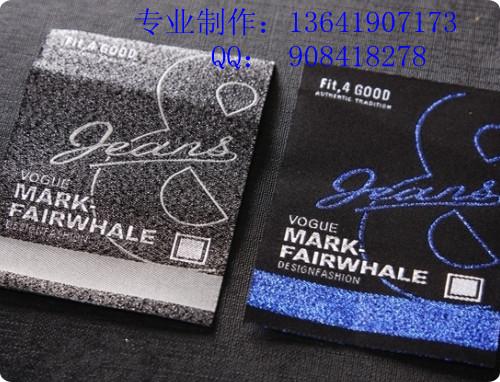 专业制作：13641907173
QQ： 908418278
Fit.4 GOOD
Jeans
VOGUE
MARK-
FAIRWHALE
DESIGNFASHION
Fit.4 GOOD
AUTHENTIC TRADITION
Jeans
VOGUE
MARK-
FAIRWHALE
DESIGNFASHION